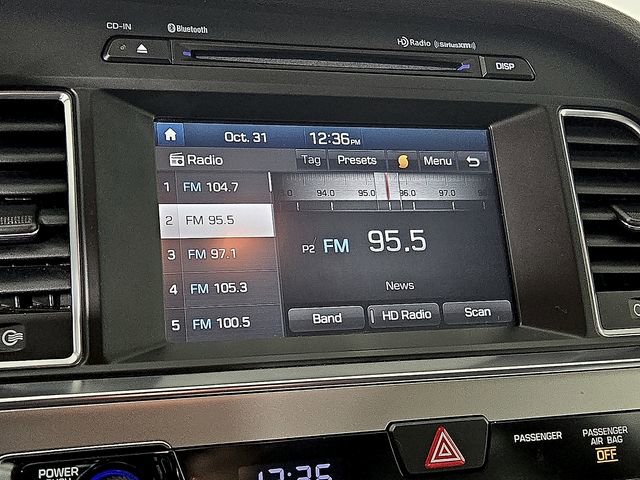 CD-IN
Bluetooth
HD Radio ((SiriusXM))
DISP
Oct. 31 12:36PM
Radio Tag Presets Menu
1 FM 104.7
2 FM 95.5
3 FM 97.1
4 FM 105.3
5 FM 100.5
94.0 95.0 96.0 97.0
P2 FM 95.5
News
Band HD Radio Scan
PASSENGER
PASSENGER
AIR BAG
OFF
POWER